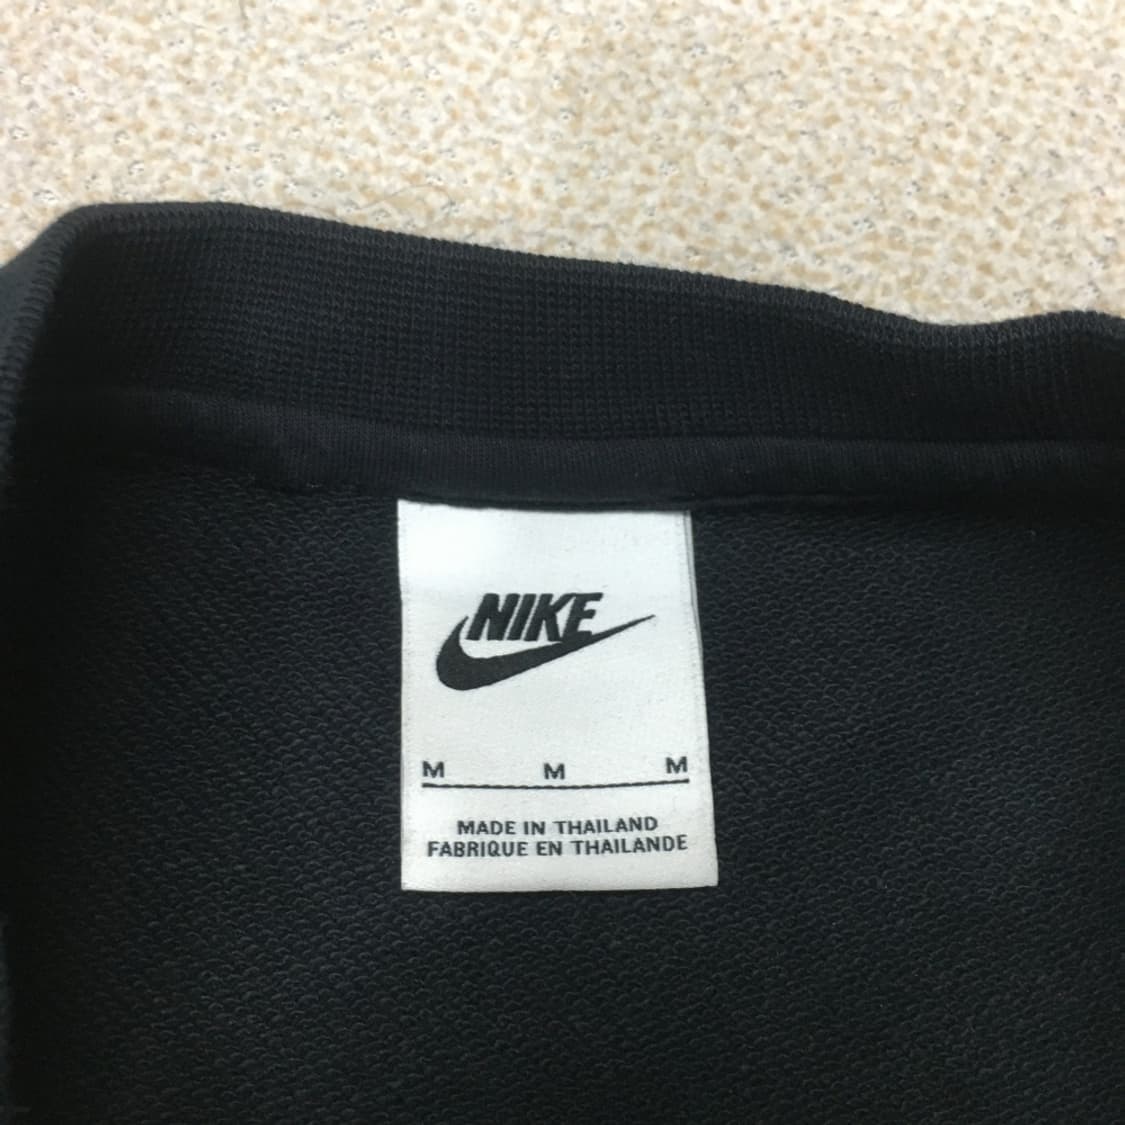 NIKE
M M M
MADE IN THAILAND
FABRIQUE EN THAILANDE